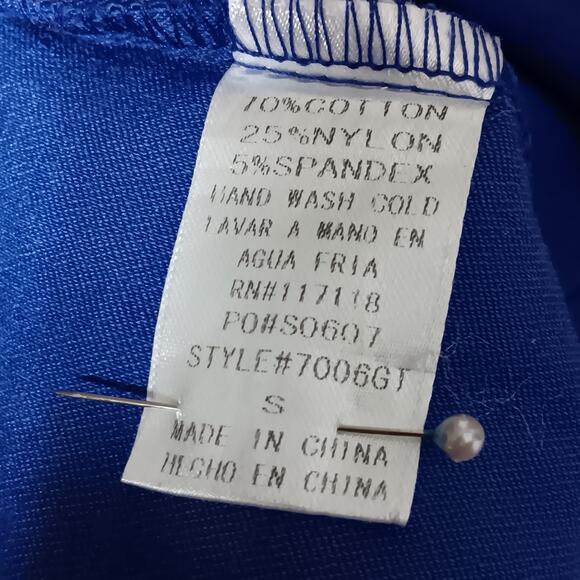 70%COTTON
25%NYLON
5%SPANDEX
HAND WASH COLD
LAVAR A MANO EN
AGUA FRIA
RN#117118
PO#S0607
STYLE#7006GT
S
MADE IN CHINA
HECHO EN CHINA